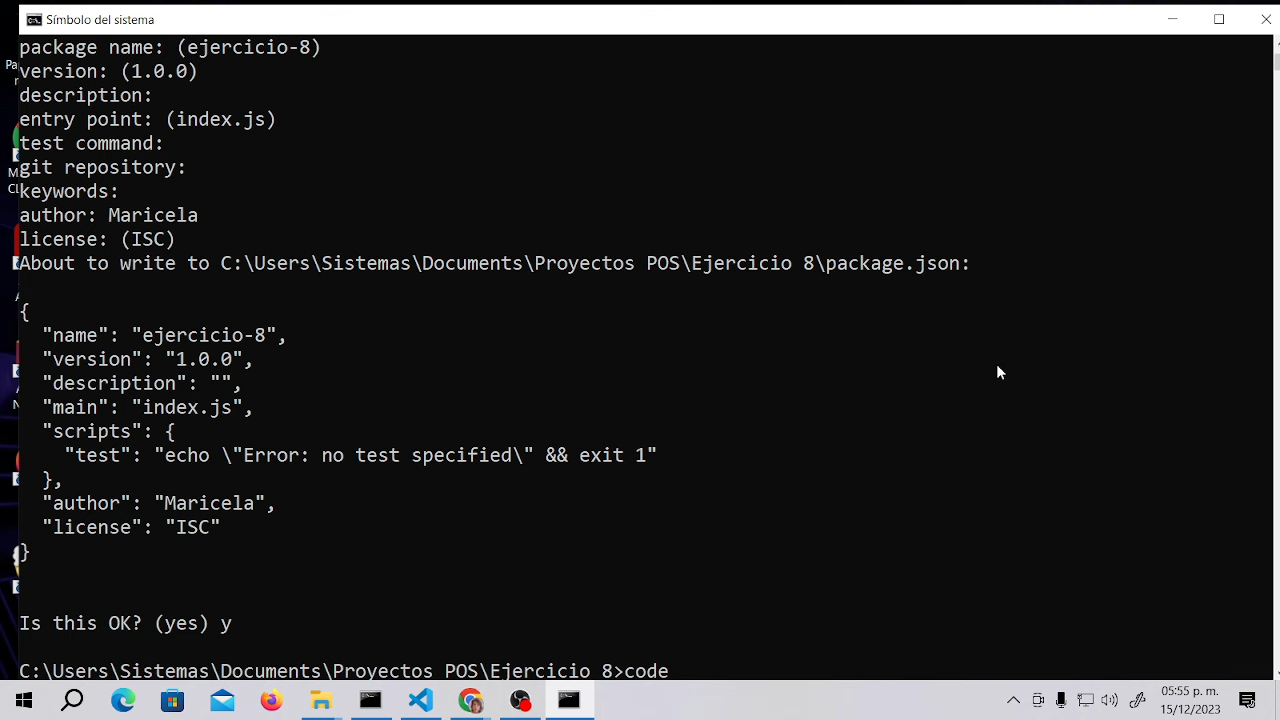 Símbolo del sistema
package name: (ejercicio-8)
version: (1.0.0)
description:
entry point: (index.js)
test command:
git repository:
keywords:
author: Maricela
license: (ISC)
About to write to C:\Users\Sistemas\Documents\Proyectos POS\Ejercicio 8\package.json:
{
  "name": "ejercicio-8",
  "version": "1.0.0",
  "description": "",
  "main": "index.js",
  "scripts": {
    "test": "echo \"Error: no test specified\" && exit 1"
  },
  "author": "Maricela",
  "license": "ISC"
}
Is this OK? (yes) y
C:\Users\Sistemas\Documents\Proyectos POS\Ejercicio 8>code
05:55 p. m.
15/12/2023